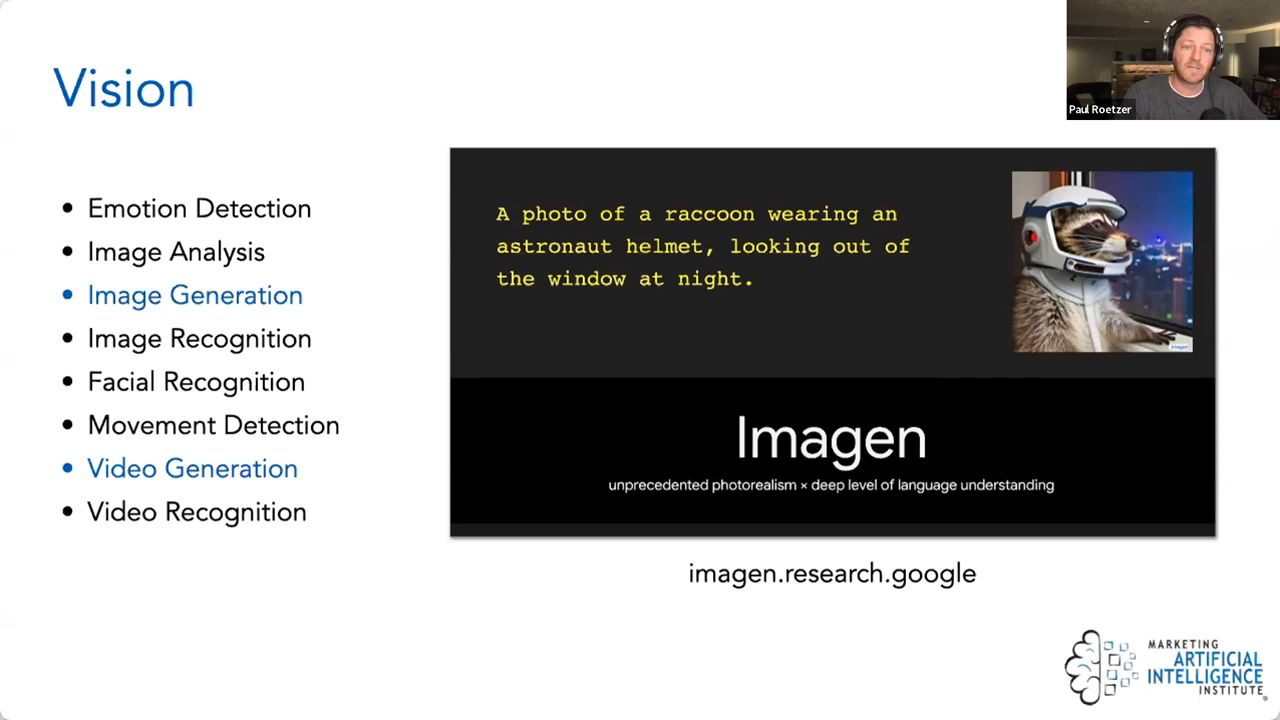 Vision
Paul Roetzer
• Emotion Detection
• Image Analysis
• Image Generation
• Image Recognition
• Facial Recognition
• Movement Detection
• Video Generation
• Video Recognition
A photo of a raccoon wearing an
astronaut helmet, looking out of
the window at night.
Imagen
unprecedented photorealism × deep level of language understanding
imagen.research.google
MARKETING
ARTIFICIAL
INTELLIGENCE
INSTITUTE